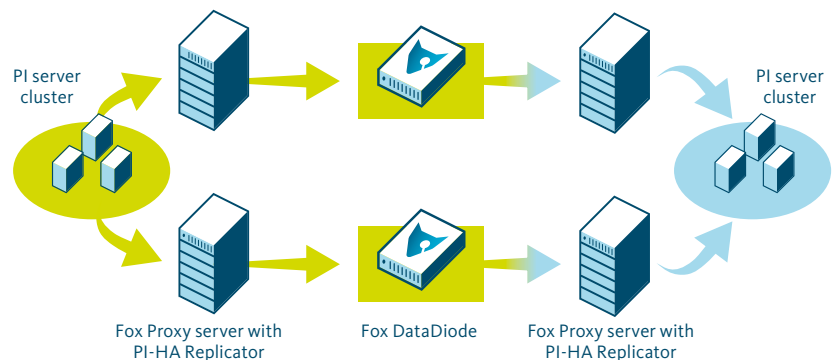 PI server
cluster
PI server
cluster
Fox Proxy server with
PI-HA Replicator
Fox DataDiode
Fox Proxy server with
PI-HA Replicator